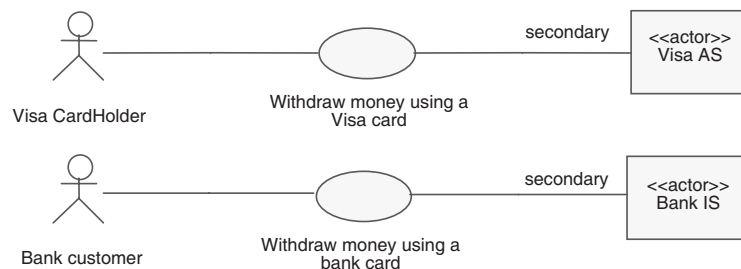 secondary
<<actor>>
Visa AS
Visa CardHolder
Withdraw money using a
Visa card
secondary
<<actor>>
Bank IS
Bank customer
Withdraw money using a
bank card